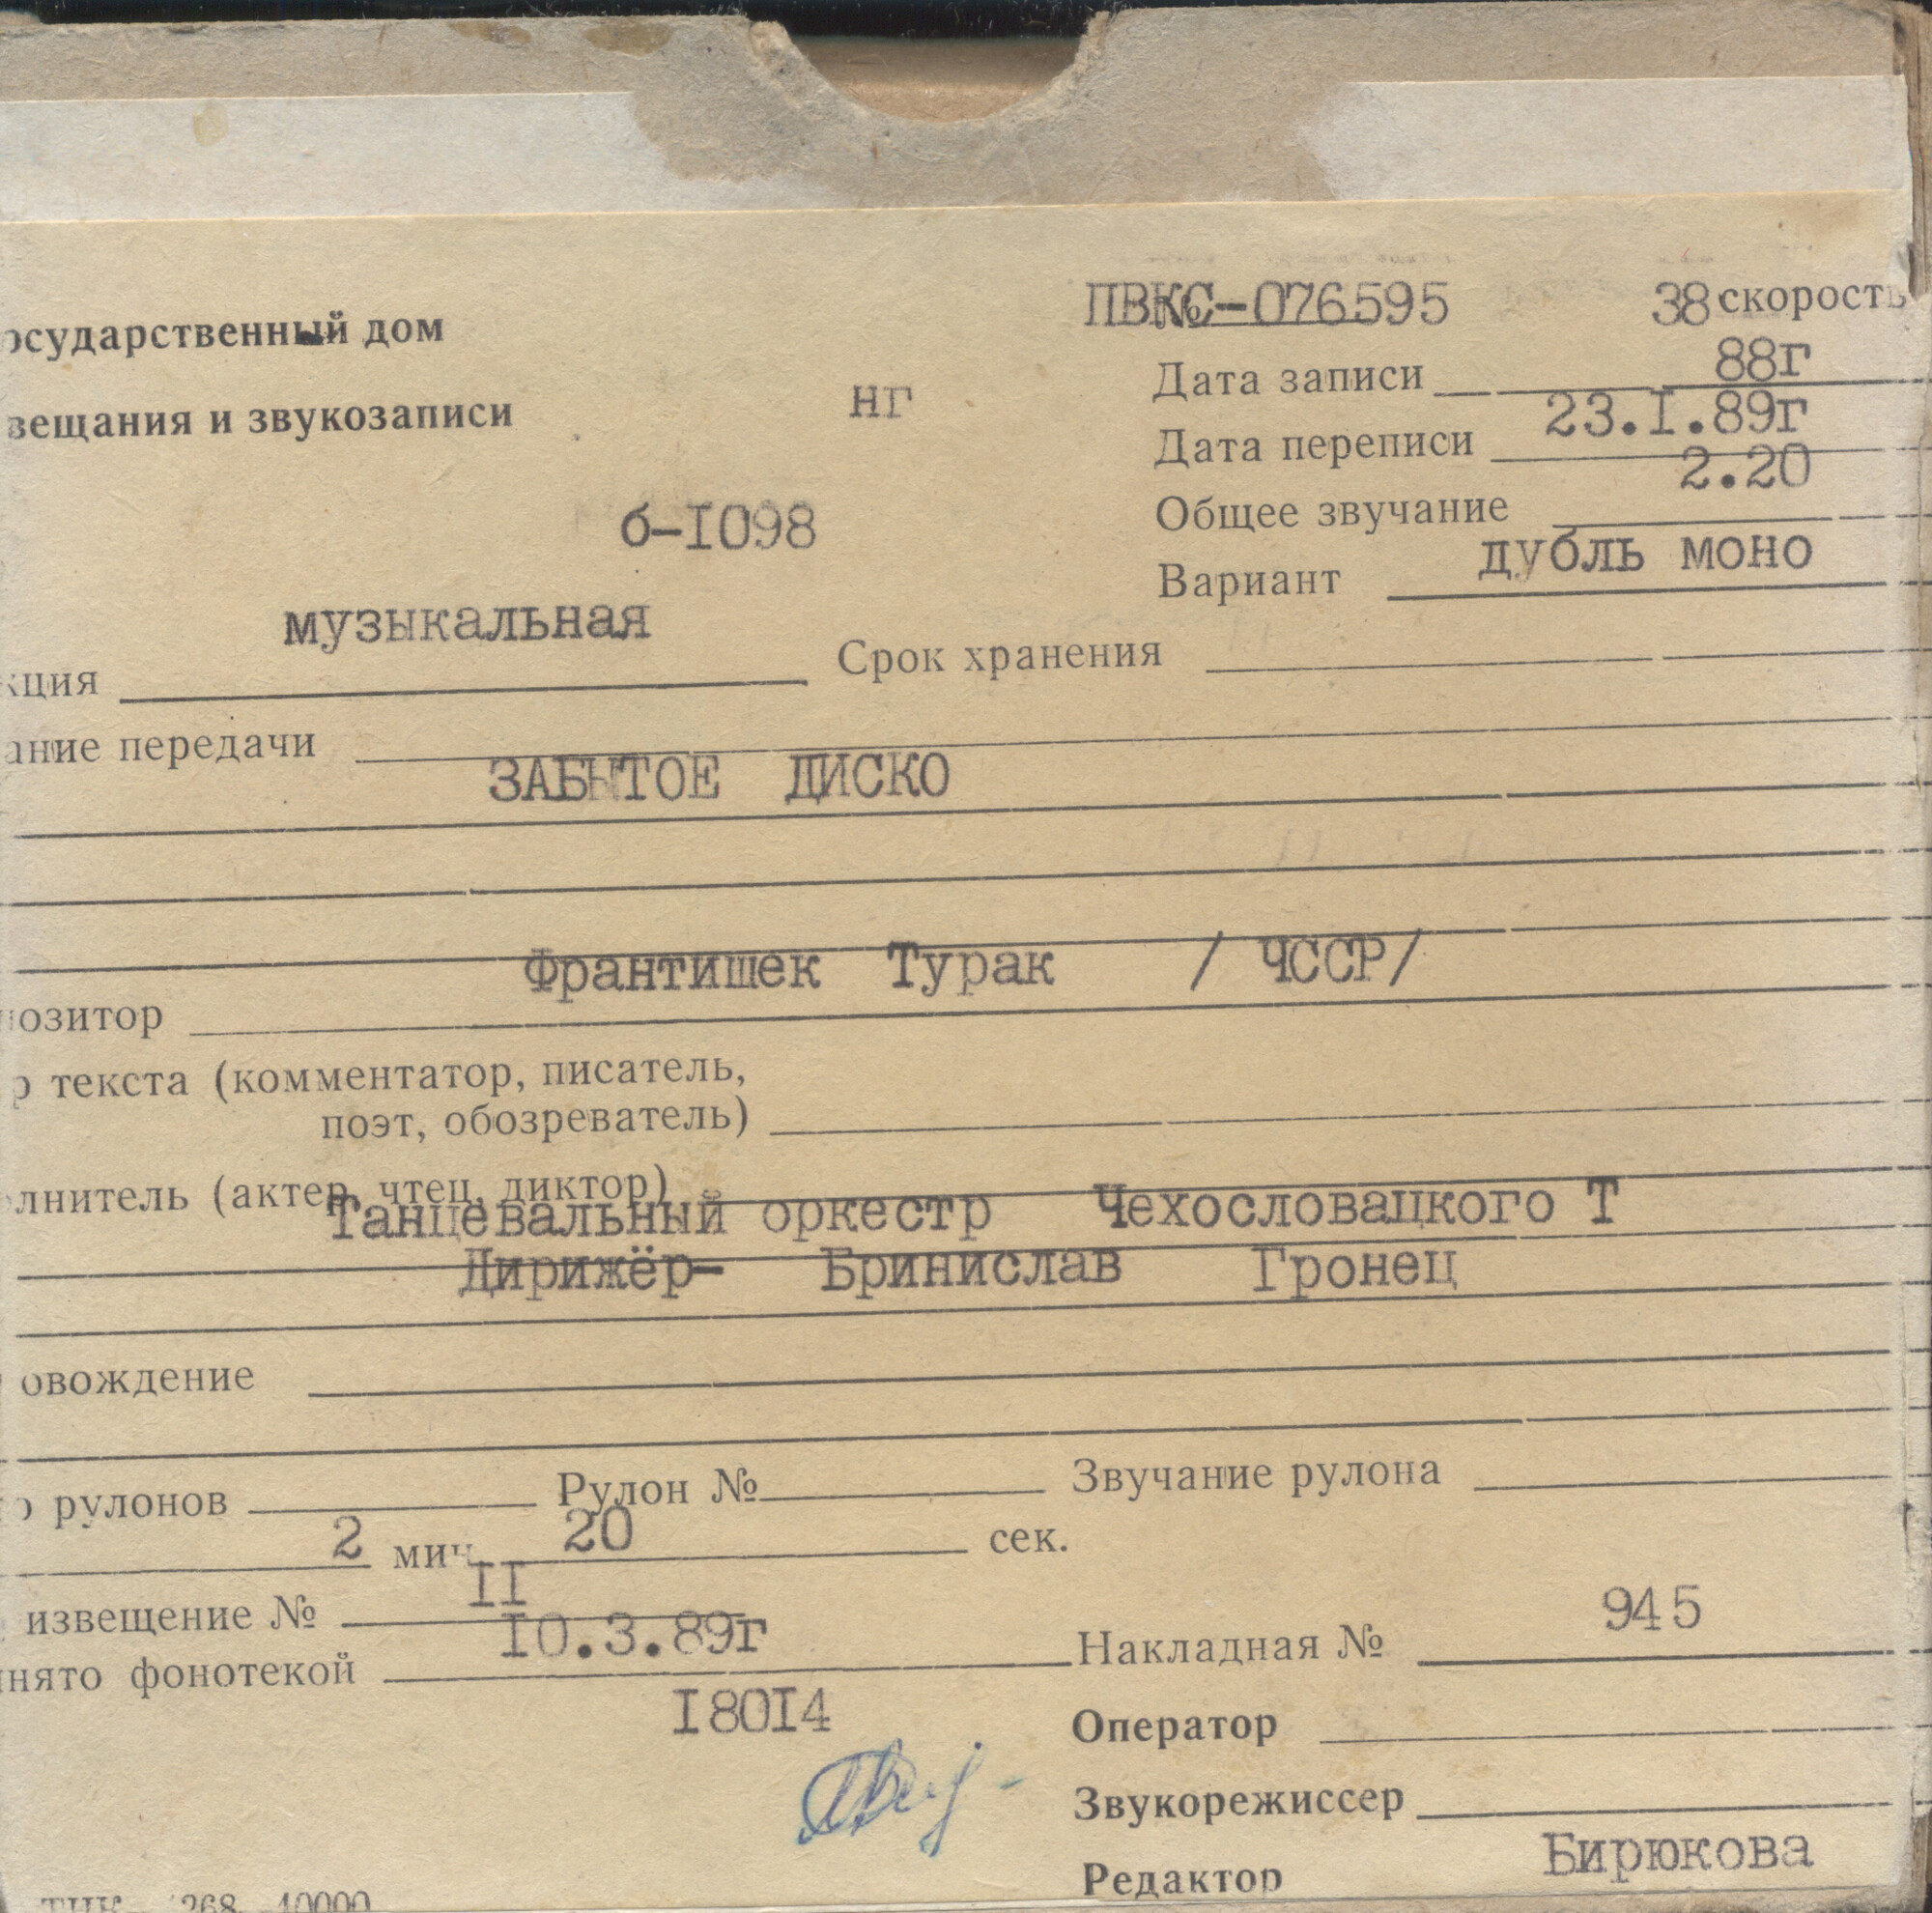 осударственный дом
вещания и звукозаписи
нг
ПВКС-076595
38 скорость
Дата записи 88г
Дата переписи 23.I.89г
Общее звучание 2.20
б-I098
Вариант дубль моно
музыкальная
кция Срок хранения
ание передачи
ЗАБЫТОЕ ДИСКО
Франтишек Турак / ЧССР/
позитор
р текста (комментатор, писатель,
поэт, обозреватель)
лнитель (актер, чтец, диктор)
Танцевальный оркестр Чехословацкого Т
Дирижёр- Бринислав Гронец
овождение
о рулонов Рулон № Звучание рулона
2 мин. 20 сек.
извещение № II
945
нято фонотекой I0.3.89г Накладная №
I80I4
Оператор
Звукорежиссер
Редактор Бирюкова
268 40000